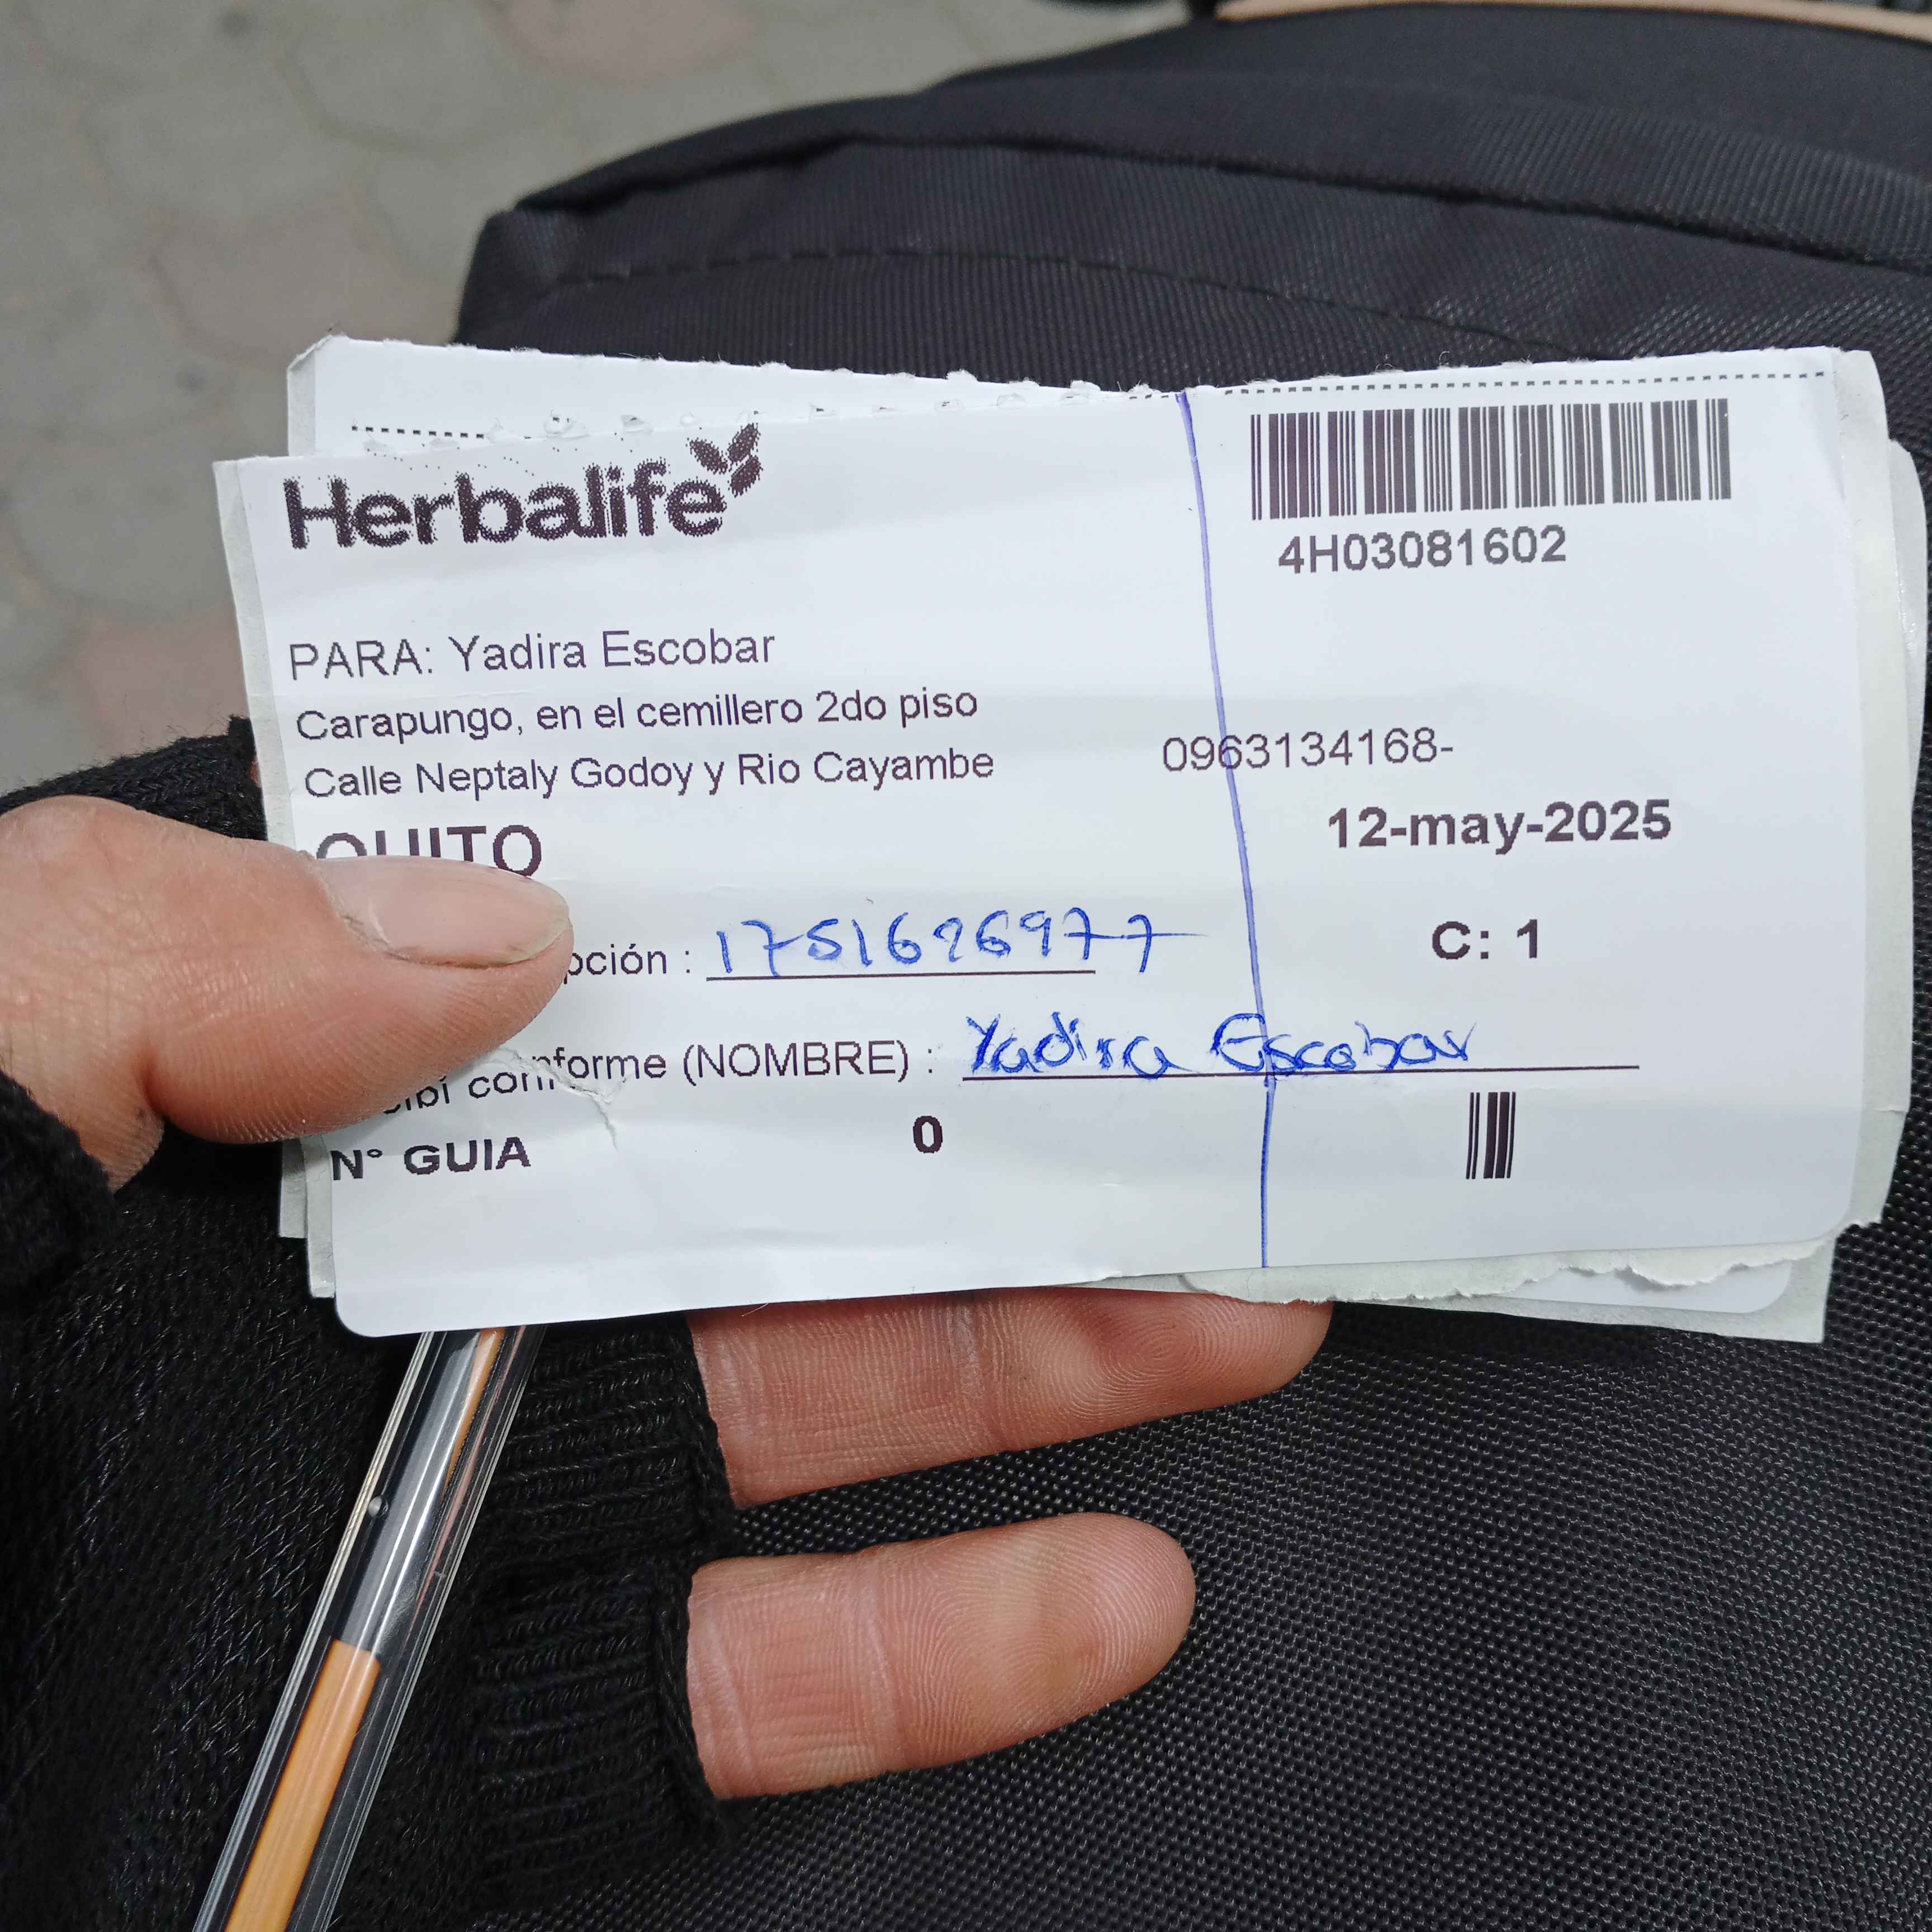 Herbalife
4H03081602
PARA: Yadira Escobar
Carapungo, en el cemillero 2do piso
Calle Neptaly Godoy y Rio Cayambe
0963134168-
QUITO
12-may-2025
pción : 1751626977
C: 1
cibí conforme (NOMBRE) : Yadira Escobar
N° GUIA 0